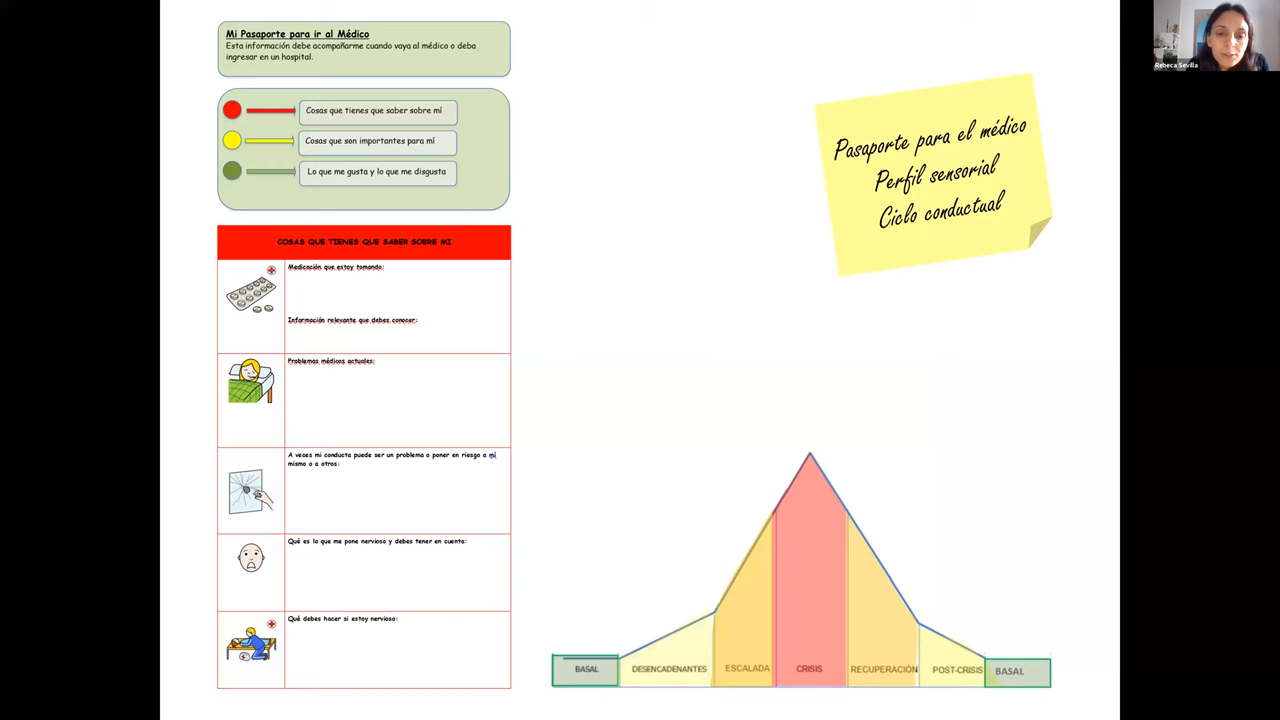 Mi Pasaporte para ir al Médico
Esta información debe acompañarme cuando vaya al médico o deba
ingresar en un hospital.
Cosas que tienes que saber sobre mí
Cosas que son importantes para mí
Lo que me gusta y lo que me disgusta
COSAS QUE TIENES QUE SABER SOBRE MI
Medicación que estoy tomando:
Información relevante que debes conocer:
Problemas médicos actuales:
A veces mi conducta puede ser un problema o poner en riesgo a mí
mismo o a otros:
Qué es lo que me pone nervioso y debes tener en cuenta:
Qué debes hacer si estoy nervioso:
Pasaporte para el médico
Perfil sensorial
Ciclo conductual
BASAL
DESENCADENANTES
ESCALADA
CRISIS
RECUPERACIÓN
POST-CRISIS
BASAL
Rebeca Sevilla